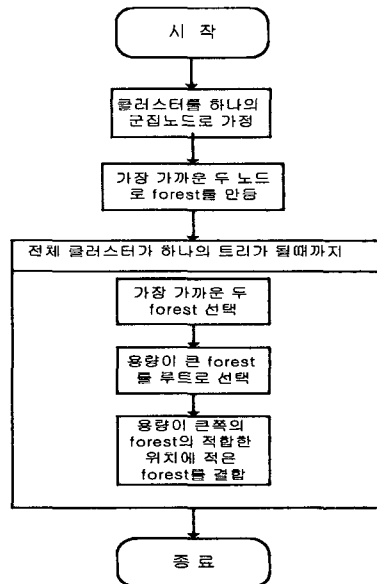 시 작
클러스터를 하나의
군집노드로 가정
가장 가까운 두 노드
로 forest를 만듬
전체 클러스터가 하나의 트리가 될때까지
가장 가까운 두
forest 선택
용량이 큰 forest
를 루트로 선택
용량이 큰쪽의
forest의 적합한
위치에 적은
forest를 결합
종 료